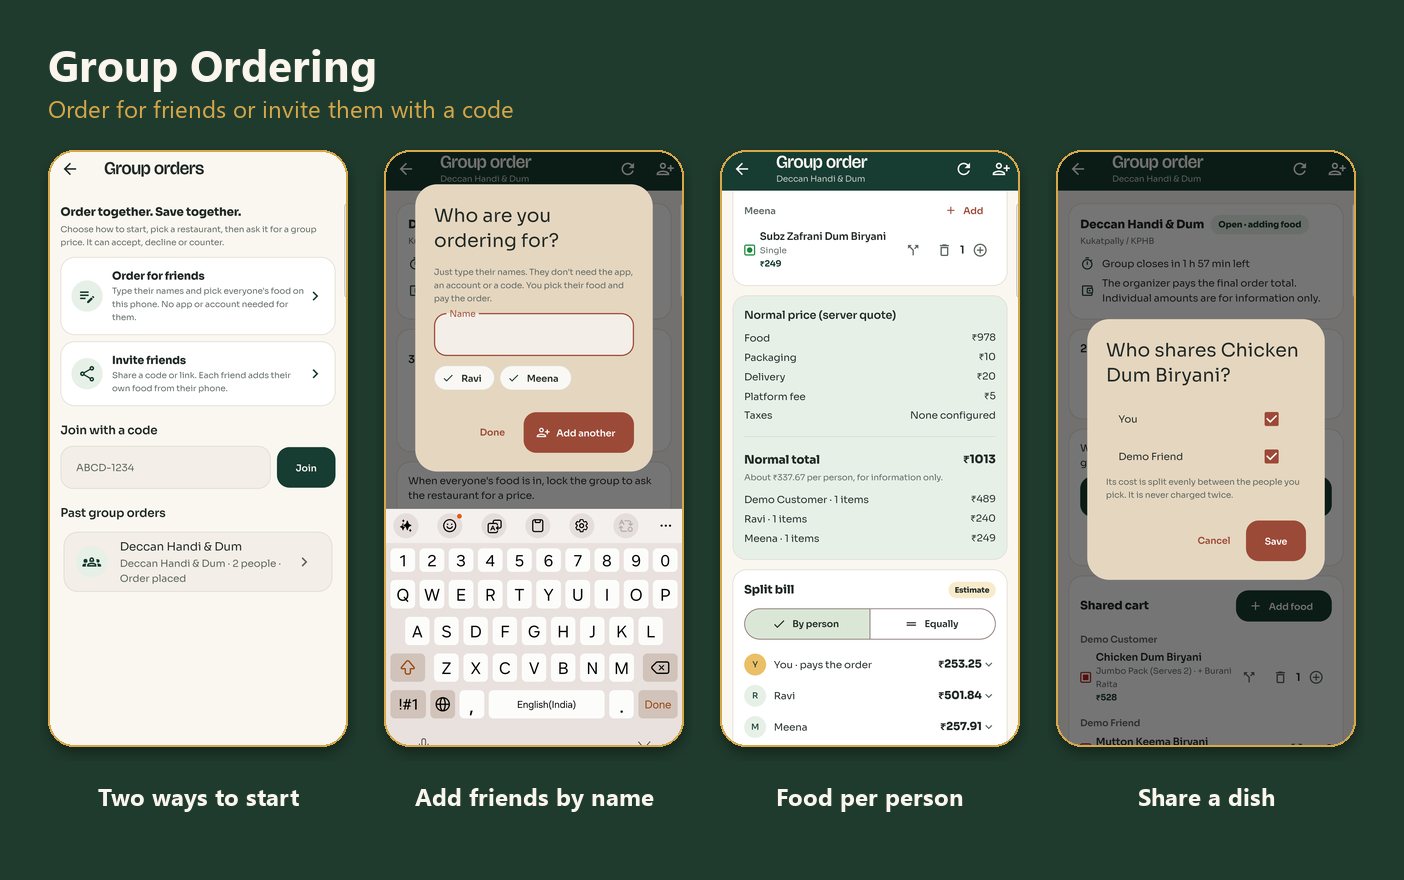 Group Ordering
Order for friends or invite them with a code
Group orders
Order together. Save together.
Choose how to start, pick a restaurant, then ask it for a group
price. It can accept, decline or counter.
Order for friends
Type their names and pick everyone's food on
this phone. No app or account needed for
them.
Invite friends
Share a code or link. Each friend adds their
own food from their phone.
Join with a code
ABCD-1234
Join
Past group orders
Deccan Handi & Dum
Deccan Handi & Dum · 2 people ·
Order placed
Two ways to start
Group order
Deccan Handi & Dum
Who are you
ordering for?
Just type their names. They don't need the app,
an account or a code. You pick their food and
pay the order.
Name
Ravi
Meena
Done
Add another
When everyone's food is in, lock the group to ask
the restaurant for a price.
1 2 3 4 5 6 7 8 9 0
Q W E R T Y U I O P
A S D F G H J K L
Z X C V B N M
!#1 , English(India) . Done
Add friends by name
Group order
Deccan Handi & Dum
Meena
+ Add
Subz Zafrani Dum Biryani
Single
₹249
1
Normal price (server quote)
Food ₹978
Packaging ₹10
Delivery ₹20
Platform fee ₹5
Taxes None configured
Normal total ₹1013
About ₹337.67 per person, for information only.
Demo Customer · 1 items ₹489
Ravi · 1 items ₹240
Meena · 1 items ₹249
Split bill
Estimate
By person
Equally
Y You · pays the order ₹253.25
R Ravi ₹501.84
M Meena ₹257.91
Food per person
Group order
Deccan Handi & Dum
Deccan Handi & Dum
Open · adding food
Kukatpally / KPHB
Group closes in 1 h 57 min left
The organizer pays the final order total.
Individual amounts are for information only.
Who shares Chicken
Dum Biryani?
You
Demo Friend
Its cost is split evenly between the people you
pick. It is never charged twice.
Cancel
Save
Shared cart
+ Add food
Demo Customer
Chicken Dum Biryani
Jumbo Pack (Serves 2) · + Burani
Raita
₹528
1
Demo Friend
Mutton Keema Biryani
Share a dish